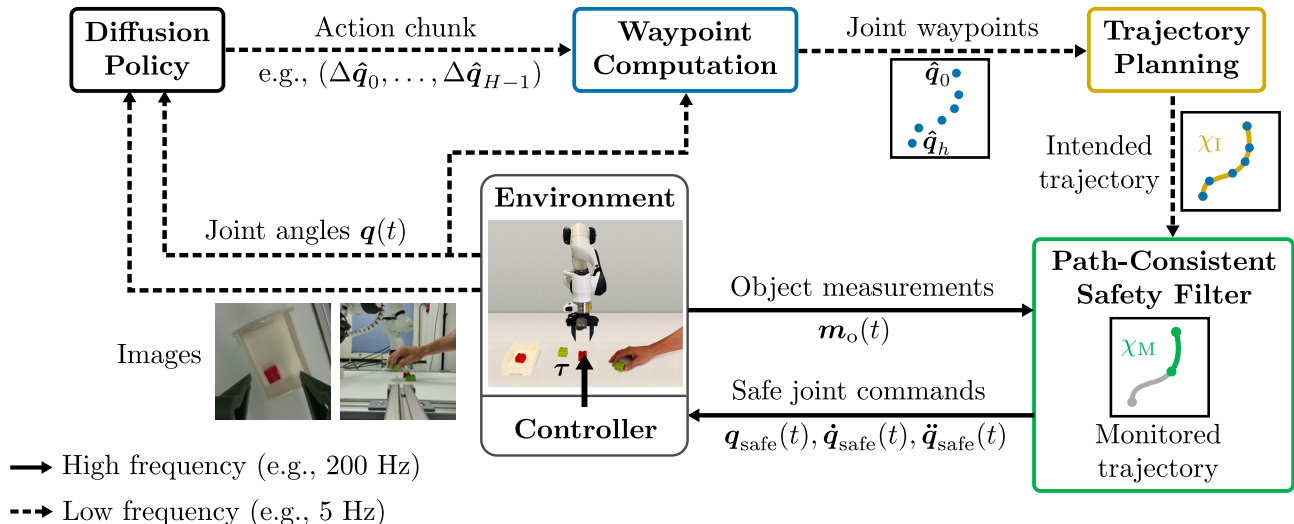 Diffusion
Policy
Action chunk
e.g., (Δq̂₀, …, Δq̂_{H−1})
Waypoint
Computation
Joint waypoints
q̂₀
q̂ₕ
Trajectory
Planning
Intended
trajectory
χ_I
Joint angles q(t)
Images
Environment
τ
Controller
Object measurements
mₒ(t)
Safe joint commands
q_safe(t), q̇_safe(t), q̈_safe(t)
Path-Consistent
Safety Filter
χ_M
Monitored
trajectory
High frequency (e.g., 200 Hz)
Low frequency (e.g., 5 Hz)